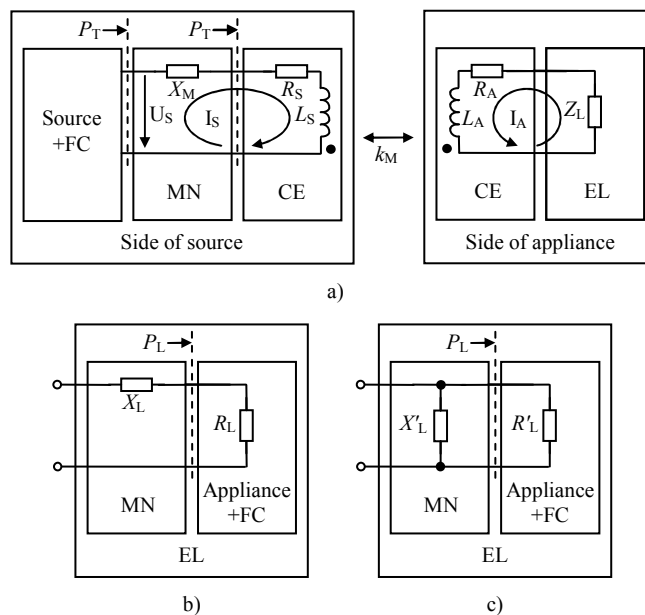 P_T P_T
X_M R_S R_A
Source
+FC
U_S I_S L_S L_A I_A Z_L
k_M
MN CE CE EL
Side of source Side of appliance
a)
P_L P_L
X_L R_L X'_L R'_L
MN Appliance
+FC
MN Appliance
+FC
EL EL
b) c)